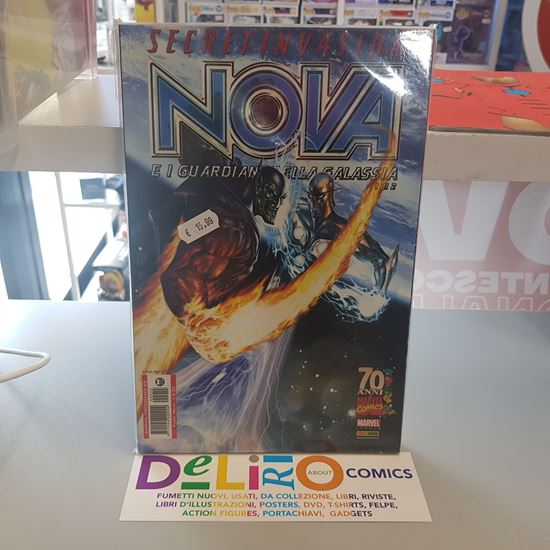 SECRET INVASION
NOVA
E I GUARDIANI DELLA GALASSIA
€ 15,99
70
ANNI
MARVEL
COMICS
MARVEL
DELIRIO ABOUT COMICS
FUMETTI NUOVI, USATI, DA COLLEZIONE, LIBRI, RIVISTE,
LIBRI D'ILLUSTRAZIONI, POSTERS, DVD, T-SHIRTS, FELPE,
ACTION FIGURES, PORTACHIAVI, GADGETS